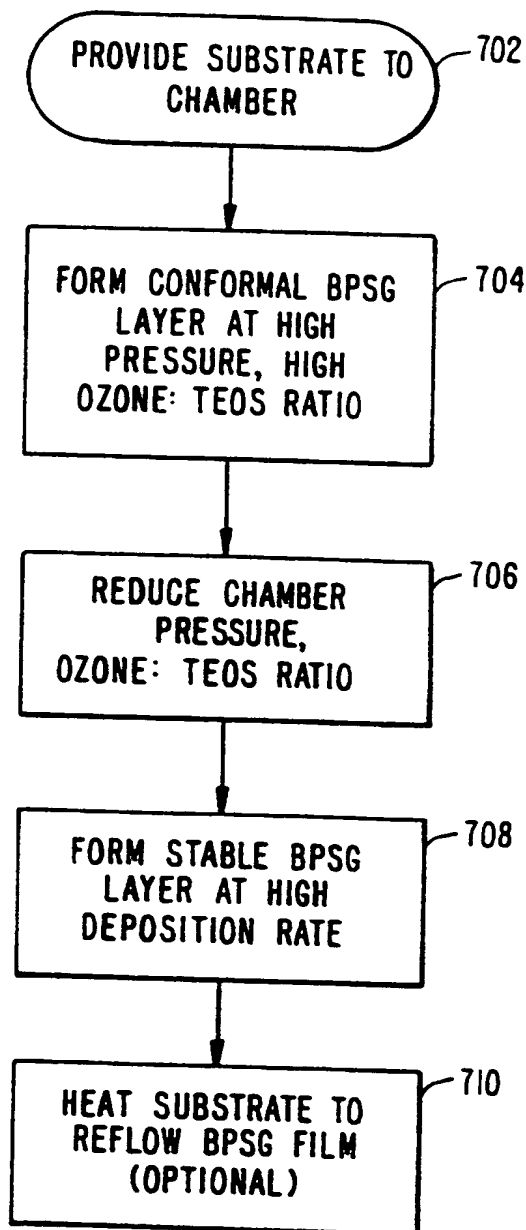 PROVIDE SUBSTRATE TO
CHAMBER
702
FORM CONFORMAL BPSG
LAYER AT HIGH
PRESSURE, HIGH
OZONE: TEOS RATIO
704
REDUCE CHAMBER
PRESSURE,
OZONE: TEOS RATIO
706
FORM STABLE BPSG
LAYER AT HIGH
DEPOSITION RATE
708
HEAT SUBSTRATE TO
REFLOW BPSG FILM
(OPTIONAL)
710